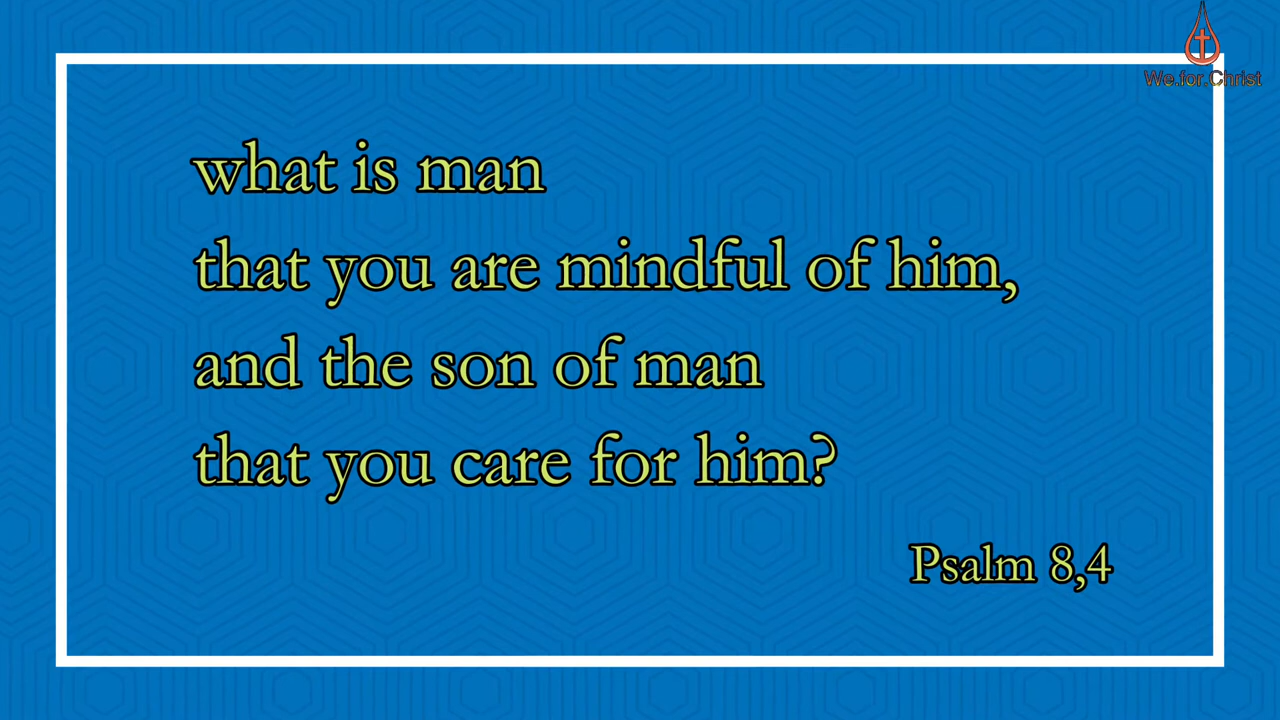 We.for.Christ
what is man
that you are mindful of him,
and the son of man
that you care for him?
Psalm 8,4